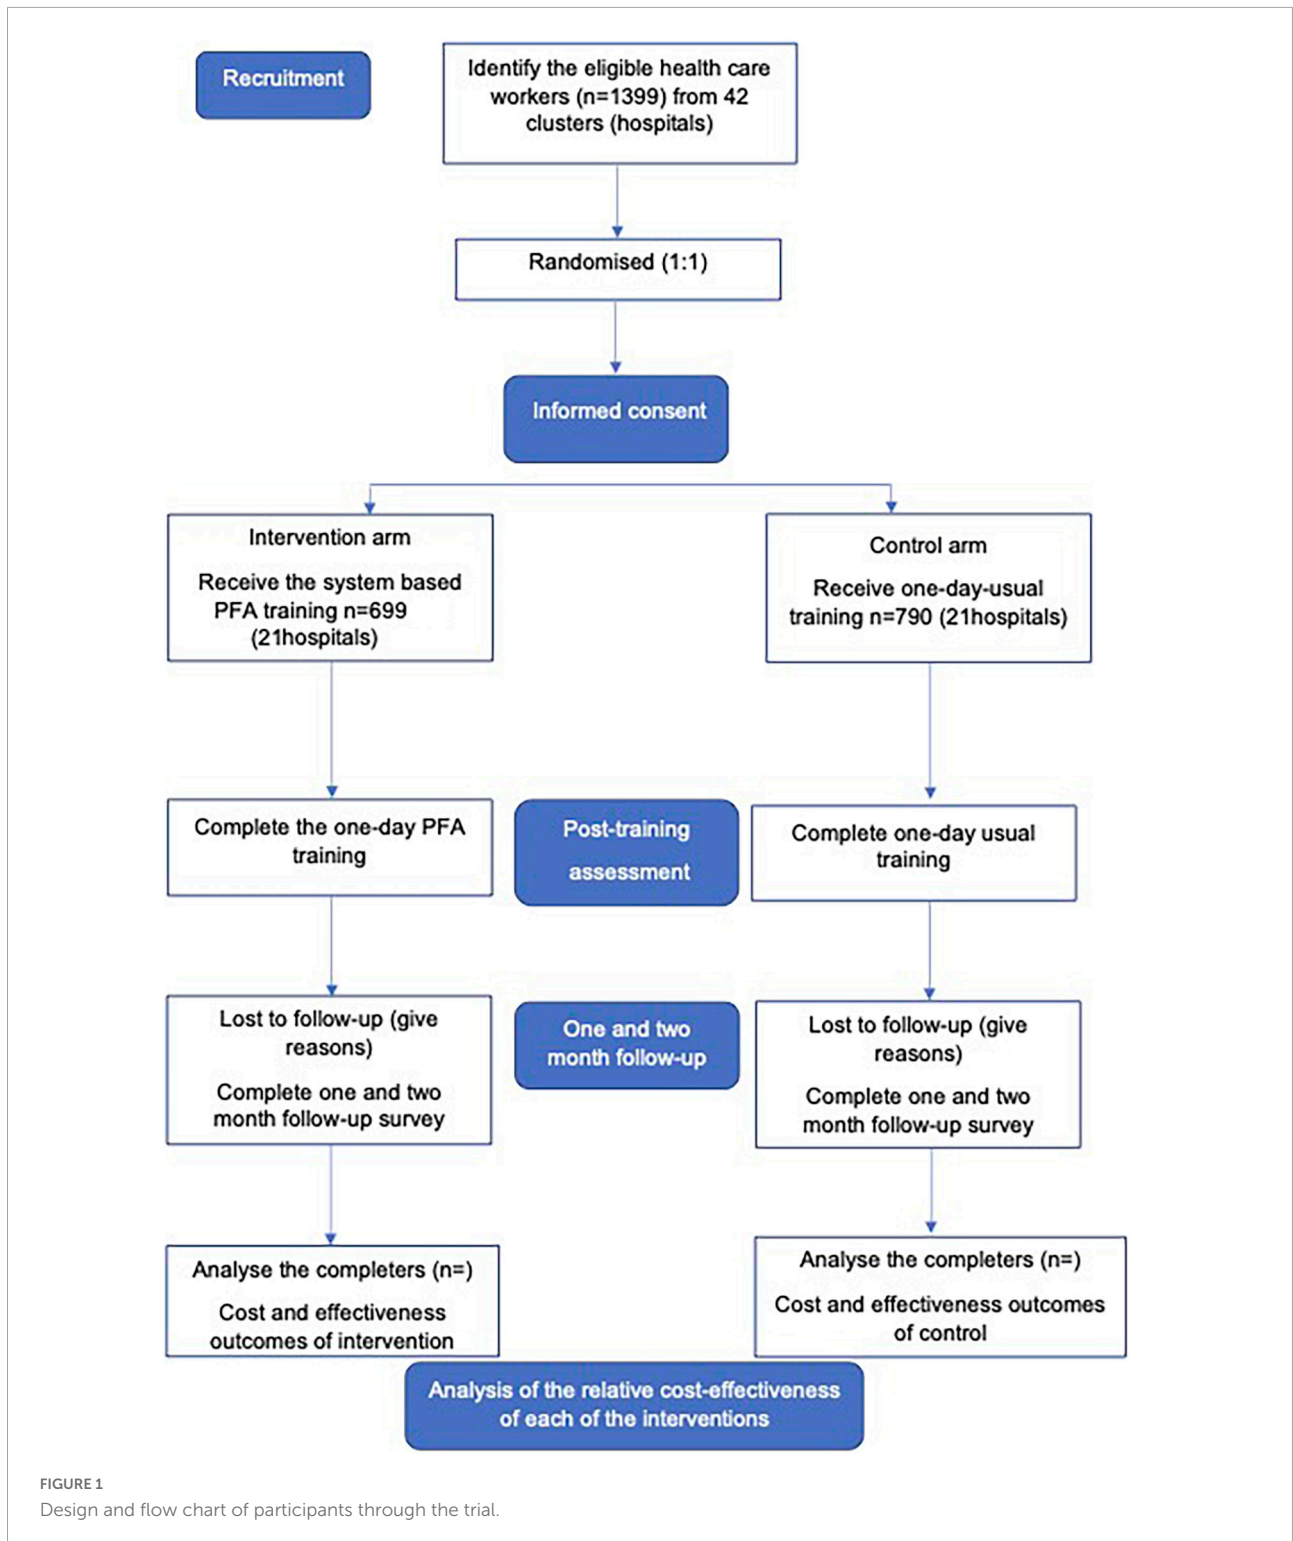 Recruitment
Identify the eligible health care
workers (n=1399) from 42
clusters (hospitals)
Randomised (1:1)
Informed consent
Intervention arm
Receive the system based
PFA training n=699
(21hospitals)
Control arm
Receive one-day-usual
training n=790 (21hospitals)
Complete the one-day PFA
training
Post-training
assessment
Complete one-day usual
training
Lost to follow-up (give
reasons)
Complete one and two
month follow-up survey
One and two
month follow-up
Lost to follow-up (give
reasons)
Complete one and two
month follow-up survey
Analyse the completers (n=)
Cost and effectiveness
outcomes of intervention
Analyse the completers (n=)
Cost and effectiveness outcomes
of control
Analysis of the relative cost-effectiveness
of each of the interventions
FIGURE 1
Design and flow chart of participants through the trial.